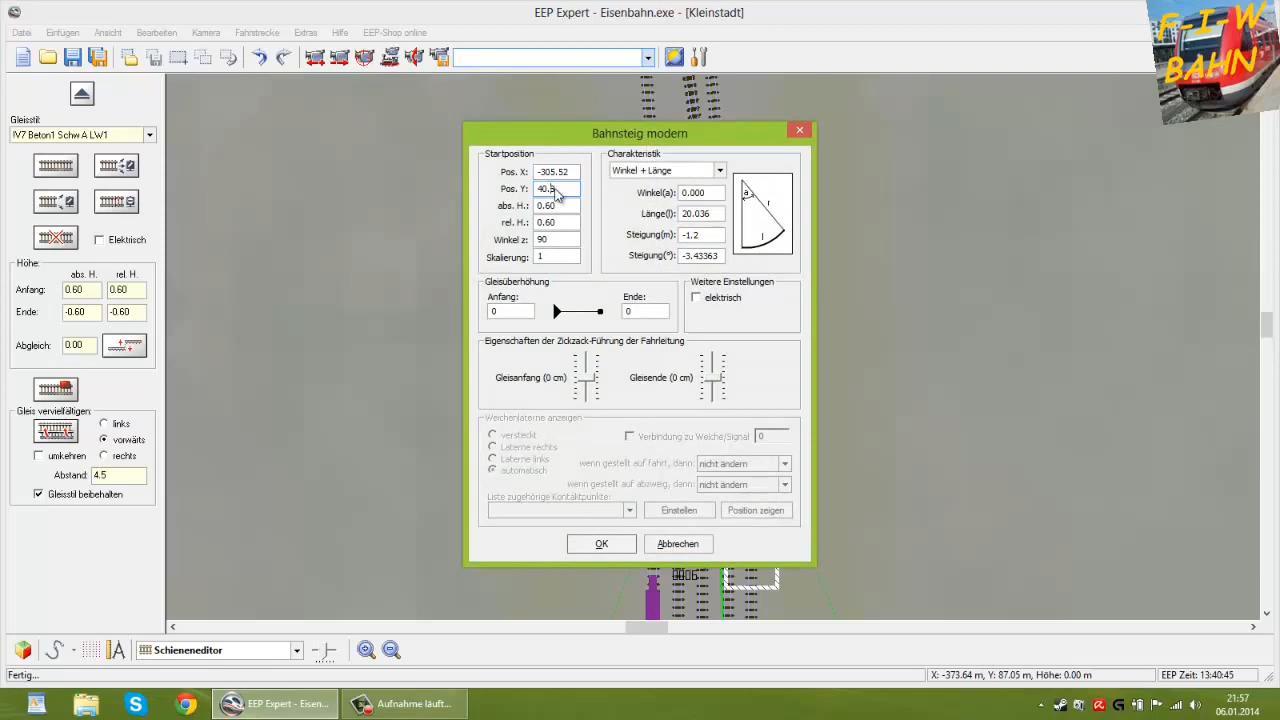 EEP Expert - Eisenbahn.exe - [Kleinstadt]
F-I-W
BAHN
Datei Einfügen Ansicht Bearbeiten Kamera Fahrstrecke Extras Hilfe EEP-Shop online
Gleisstil:
IV7 Beton1 Schw A LW1
Elektrisch
Höhe:
abs. H. rel. H.
Anfang: 0.60 0.60
Ende: -0.60 -0.60
Abgleich: 0.00
Gleis vervielfältigen:
links
vorwärts
umkehren rechts
Abstand: 4.5
Gleisstil beibehalten
Bahnsteig modern
Startposition
Pos. X: -305.52
Pos. Y: 40.5
abs. H.: 0.60
rel. H.: 0.60
Winkel z: 90
Skalierung: 1
Charakteristik
Winkel + Länge
Winkel(a): 0.000
Länge(l): 20.036
Steigung(m): -1.2
Steigung(°): -3.43363
a
r
l
Gleisüberhöhung
Anfang: Ende:
0 0
Weitere Einstellungen
elektrisch
Eigenschaften der Zickzack-Führung der Fahrleitung
Gleisanfang (0 cm) Gleisende (0 cm)
Weichenlaterne anzeigen
versteckt
Laterne rechts
Laterne links
automatisch
Verbindung zu Weiche/Signal 0
wenn gestellt auf fahrt, dann: nicht ändern
wenn gestellt auf abzweig, dann: nicht ändern
Liste zugehörige Kontaktpunkte:
Einstellen Position zeigen
OK Abbrechen
Schieneneditor
Fertig... X: -373.64 m, Y: 87.05 m, Höhe: 0.00 m EEP Zeit: 13:40:45
EEP Expert - Eisen... Aufnahme läuft...
21:57
06.01.2014